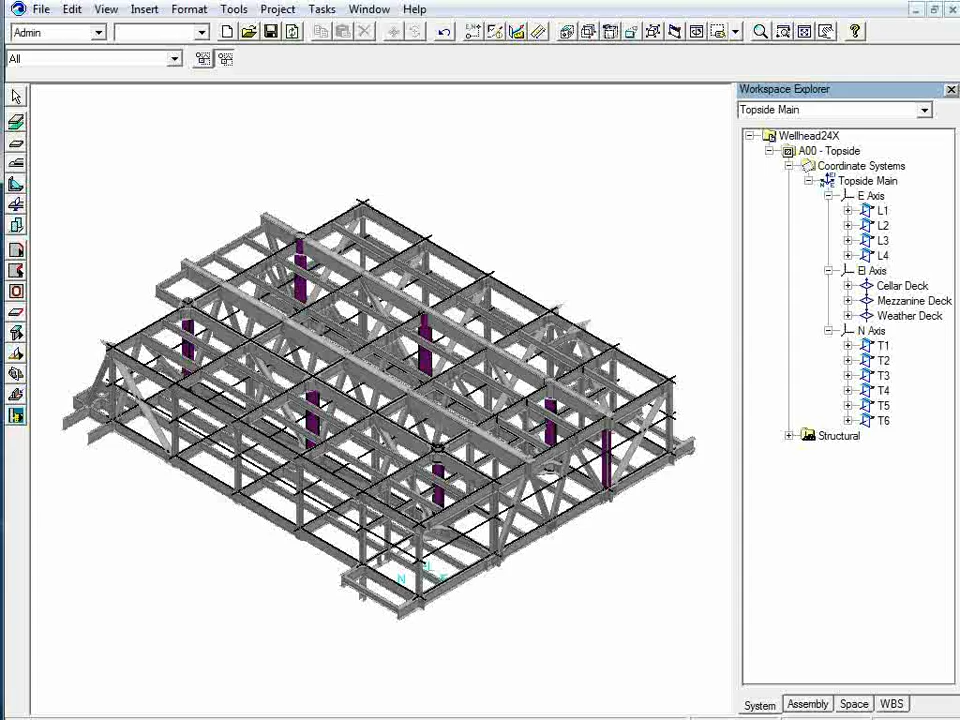 File Edit View Insert Format Tools Project Tasks Window Help
Admin
All
Workspace Explorer
Topside Main
Wellhead24X
A00 - Topside
Coordinate Systems
Topside Main
E Axis
L1
L2
L3
L4
El Axis
Cellar Deck
Mezzanine Deck
Weather Deck
N Axis
T1
T2
T3
T4
T5
T6
Structural
N
System Assembly Space WBS